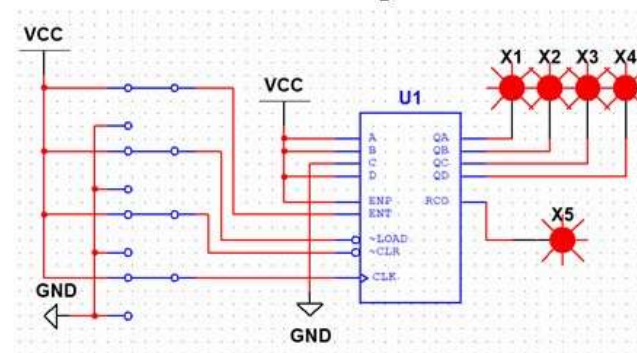 VCC
X1 X2 X3 X4
VCC
U1
A QA
B QB
C QC
D QD
ENP RCO
ENT
X5
~LOAD
~CLR
CLK
GND
GND